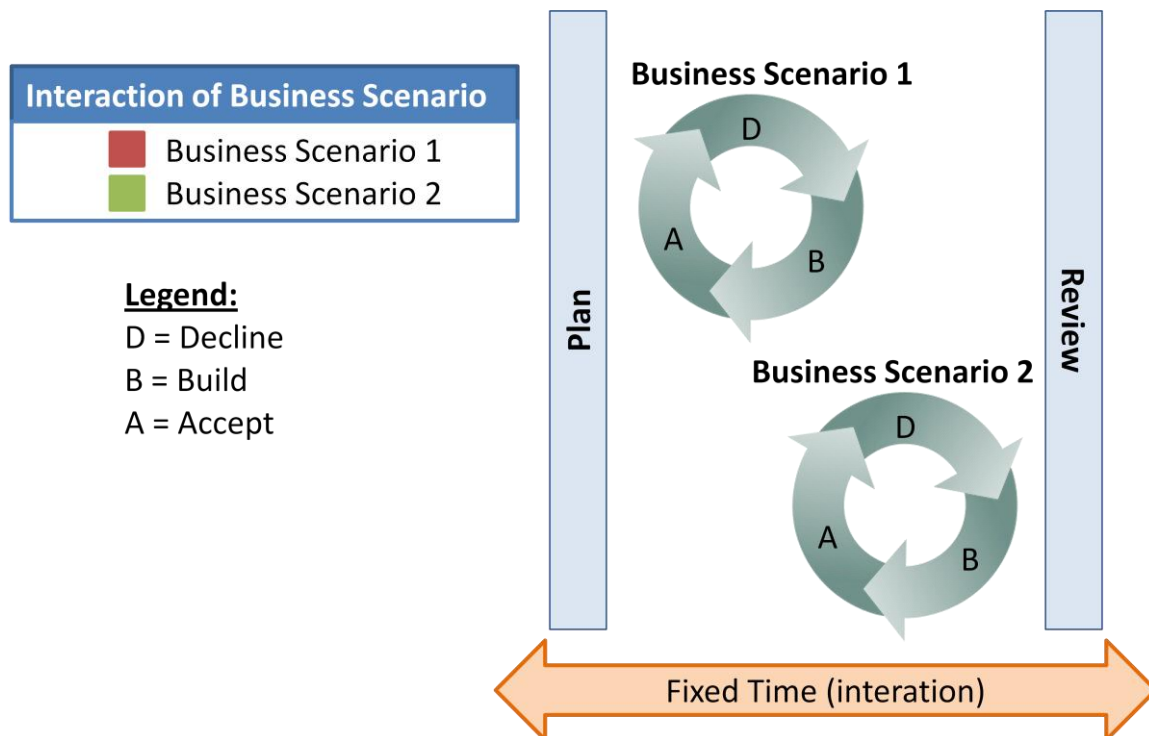 Interaction of Business Scenario
Business Scenario 1
Business Scenario 2
Legend:
D = Decline
B = Build
A = Accept
Plan
Business Scenario 1
D
A
B
Business Scenario 2
D
A
B
Review
Fixed Time (interation)